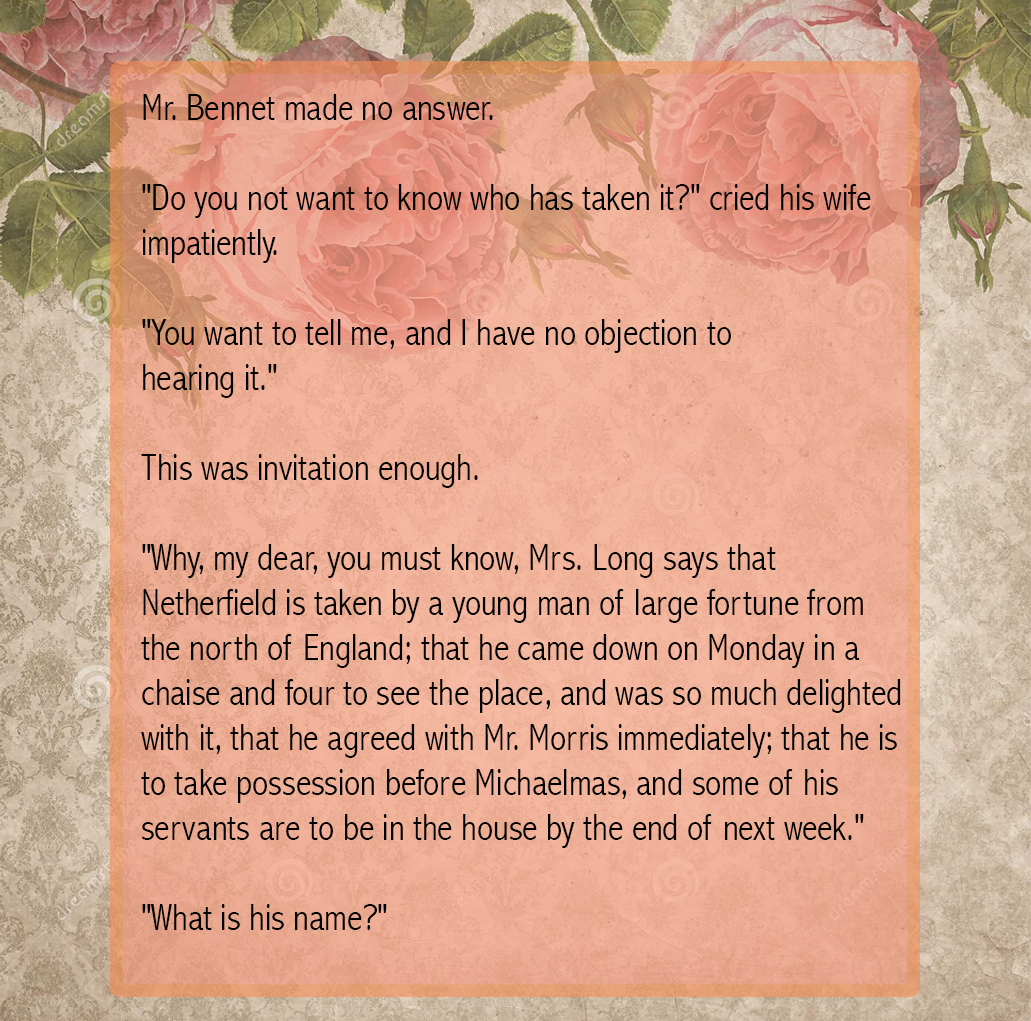 Mr. Bennet made no answer.
"Do you not want to know who has taken it?" cried his wife
impatiently.
"You want to tell me, and I have no objection to
hearing it."
This was invitation enough.
"Why, my dear, you must know, Mrs. Long says that
Netherfield is taken by a young man of large fortune from
the north of England; that he came down on Monday in a
chaise and four to see the place, and was so much delighted
with it, that he agreed with Mr. Morris immediately; that he is
to take possession before Michaelmas, and some of his
servants are to be in the house by the end of next week."
"What is his name?"